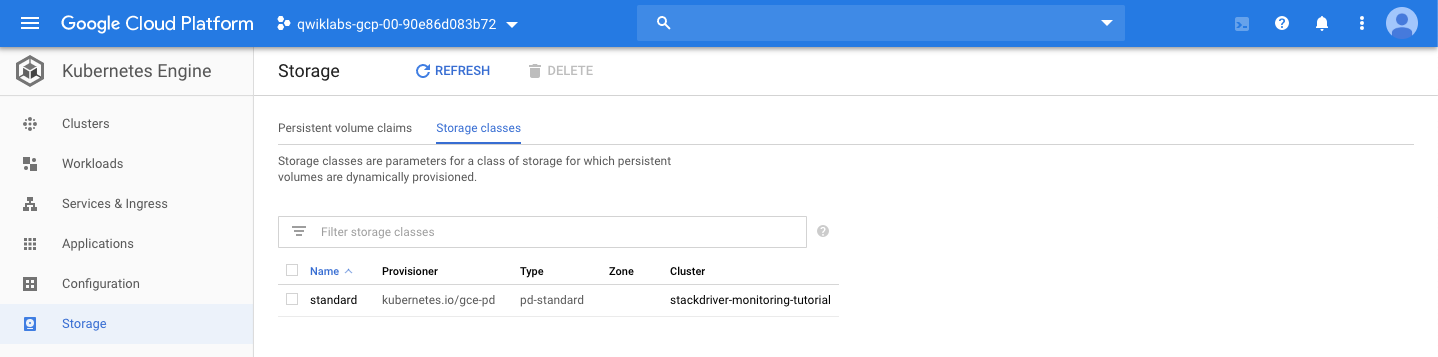 Google Cloud Platform qwiklabs-gcp-00-90e86d083b72
Kubernetes Engine
Storage REFRESH DELETE
Clusters
Workloads
Services & Ingress
Applications
Configuration
Storage
Persistent volume claims Storage classes
Storage classes are parameters for a class of storage for which persistent
volumes are dynamically provisioned.
Filter storage classes
Name Provisioner Type Zone Cluster
standard kubernetes.io/gce-pd pd-standard stackdriver-monitoring-tutorial